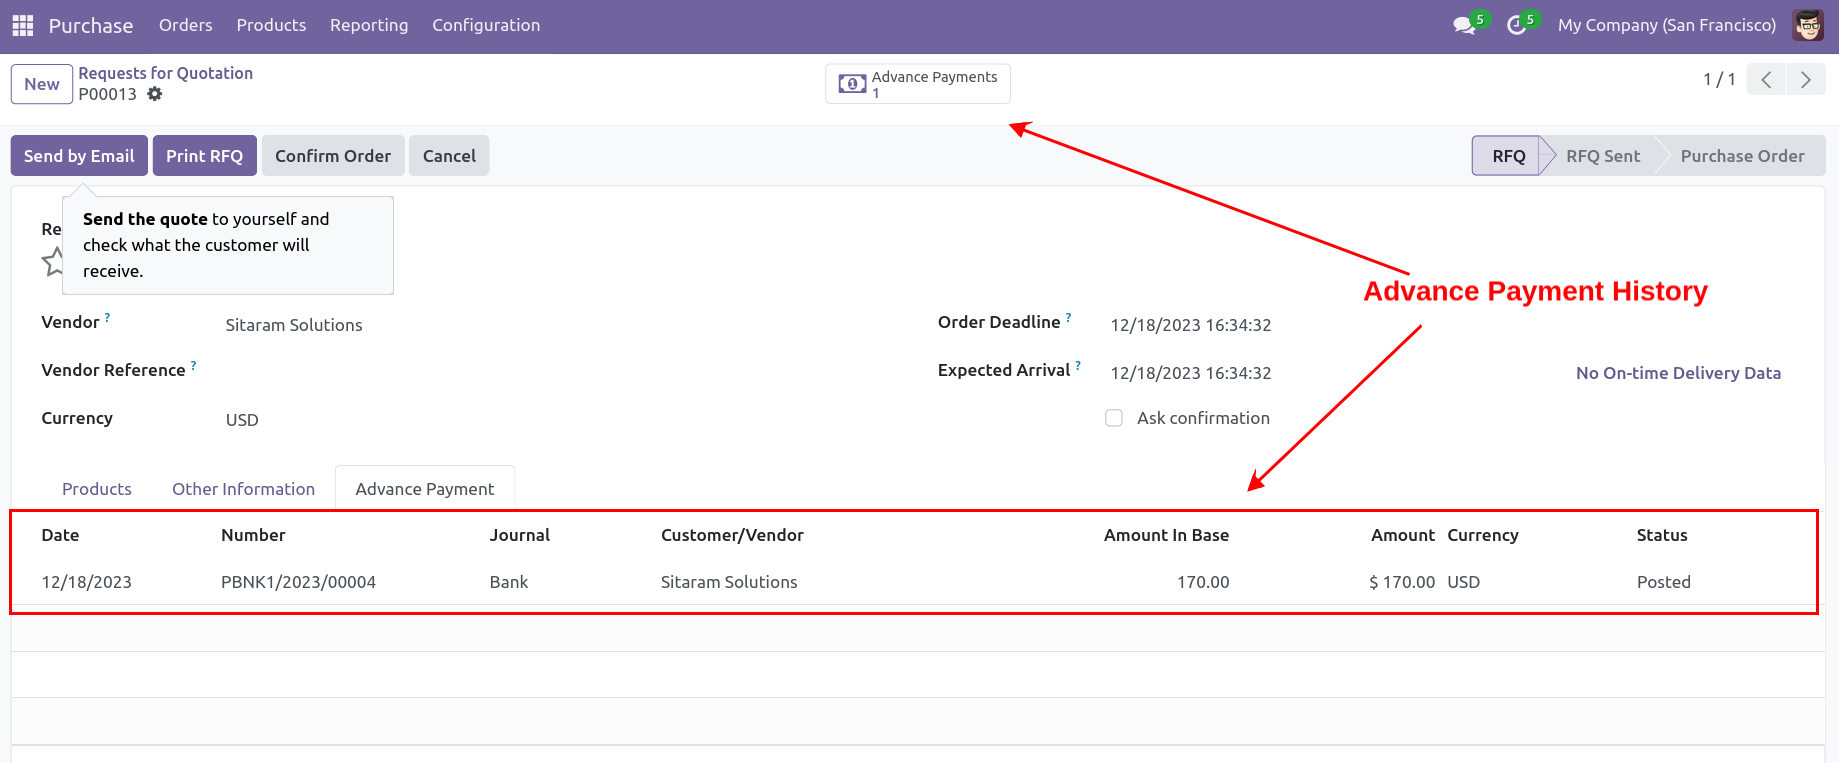 Purchase Orders Products Reporting Configuration 5 5 My Company (San Francisco)
New Requests for Quotation
P00013
Advance Payments
1
1 / 1
Send by Email Print RFQ Confirm Order Cancel RFQ RFQ Sent Purchase Order
Send the quote to yourself and
check what the customer will
receive.
Re
Advance Payment History
Vendor ? Sitaram Solutions Order Deadline ? 12/18/2023 16:34:32
Vendor Reference ? Expected Arrival ? 12/18/2023 16:34:32 No On-time Delivery Data
Currency USD Ask confirmation
Products Other Information Advance Payment
Date Number Journal Customer/Vendor Amount In Base Amount Currency Status
12/18/2023 PBNK1/2023/00004 Bank Sitaram Solutions 170.00 $ 170.00 USD Posted